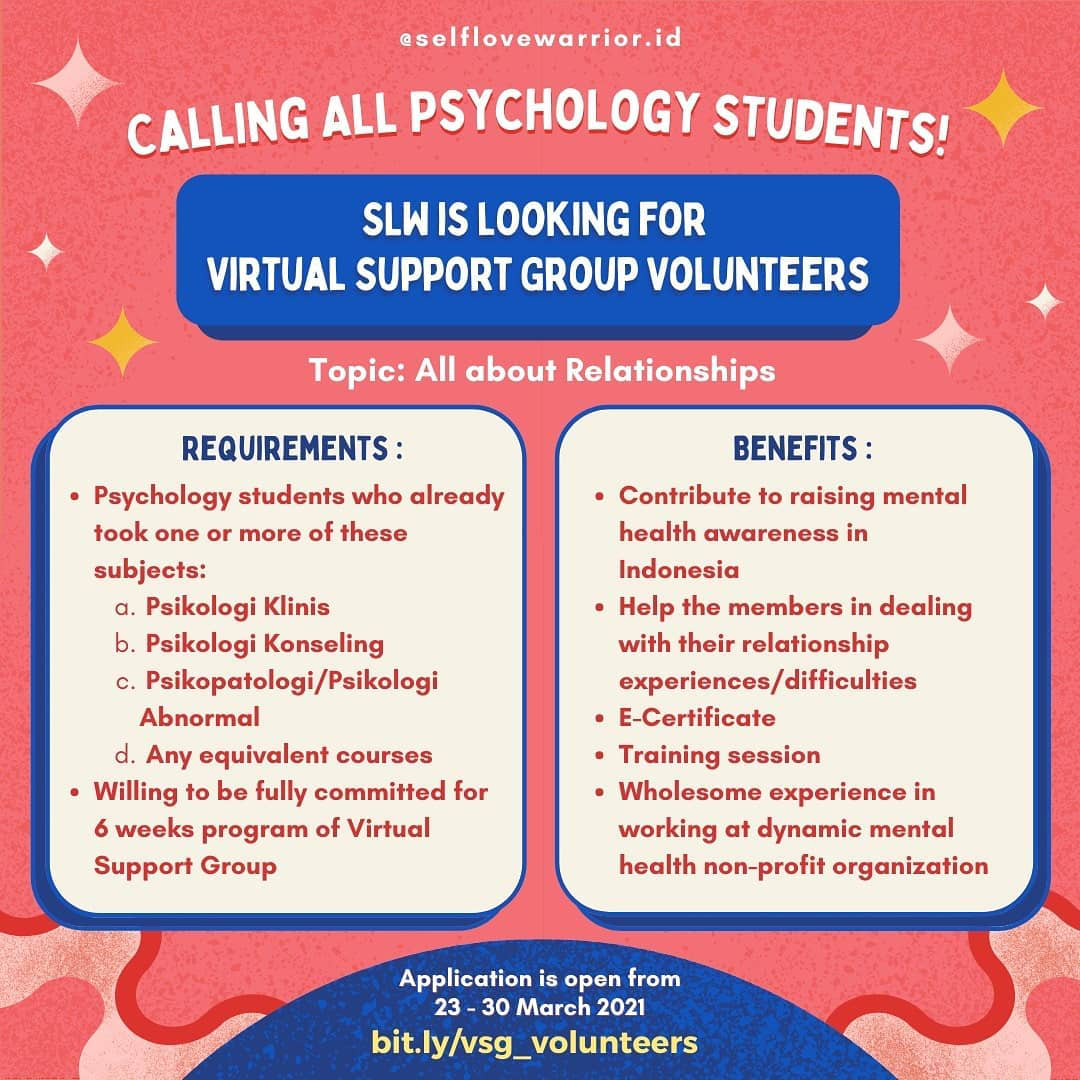 @selflovewarrior.id
CALLING ALL PSYCHOLOGY STUDENTS!
SLW IS LOOKING FOR
VIRTUAL SUPPORT GROUP VOLUNTEERS
Topic: All about Relationships
REQUIREMENTS :
• Psychology students who already
took one or more of these
subjects:
a. Psikologi Klinis
b. Psikologi Konseling
c. Psikopatologi/Psikologi
Abnormal
d. Any equivalent courses
• Willing to be fully committed for
6 weeks program of Virtual
Support Group
BENEFITS :
• Contribute to raising mental
health awareness in
Indonesia
• Help the members in dealing
with their relationship
experiences/difficulties
• E-Certificate
• Training session
• Wholesome experience in
working at dynamic mental
health non-profit organization
Application is open from
23 - 30 March 2021
bit.ly/vsg_volunteers